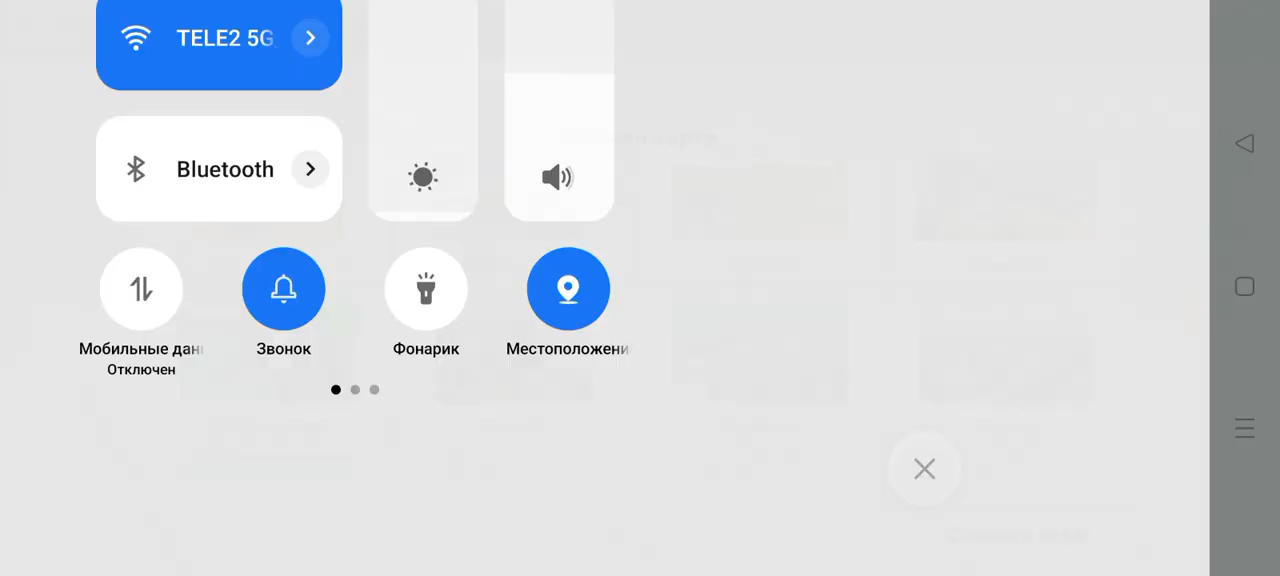 TELE2 5G
Bluetooth
Мобильные дан
Отключен
Звонок
Фонарик
Местоположени